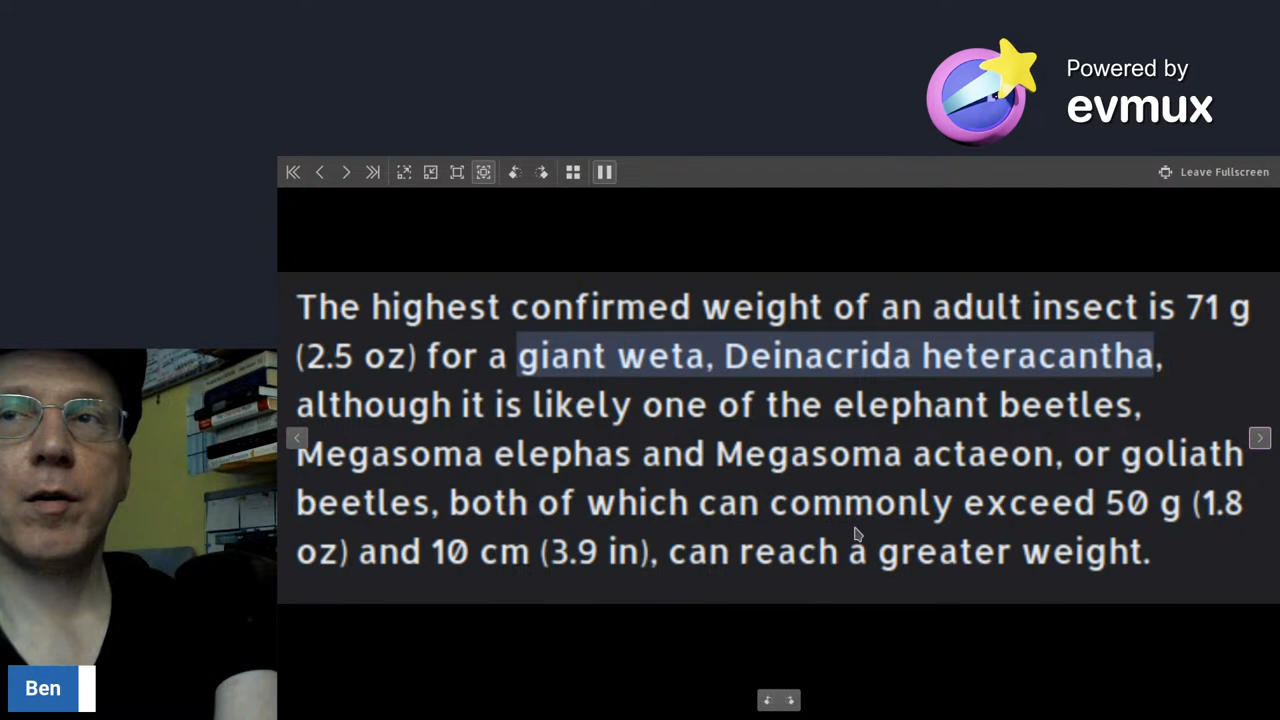 Powered by
evmux
Leave Fullscreen
The highest confirmed weight of an adult insect is 71 g
(2.5 oz) for a giant weta, Deinacrida heteracantha,
although it is likely one of the elephant beetles,
Megasoma elephas and Megasoma actaeon, or goliath
beetles, both of which can commonly exceed 50 g (1.8
oz) and 10 cm (3.9 in), can reach a greater weight.
Ben